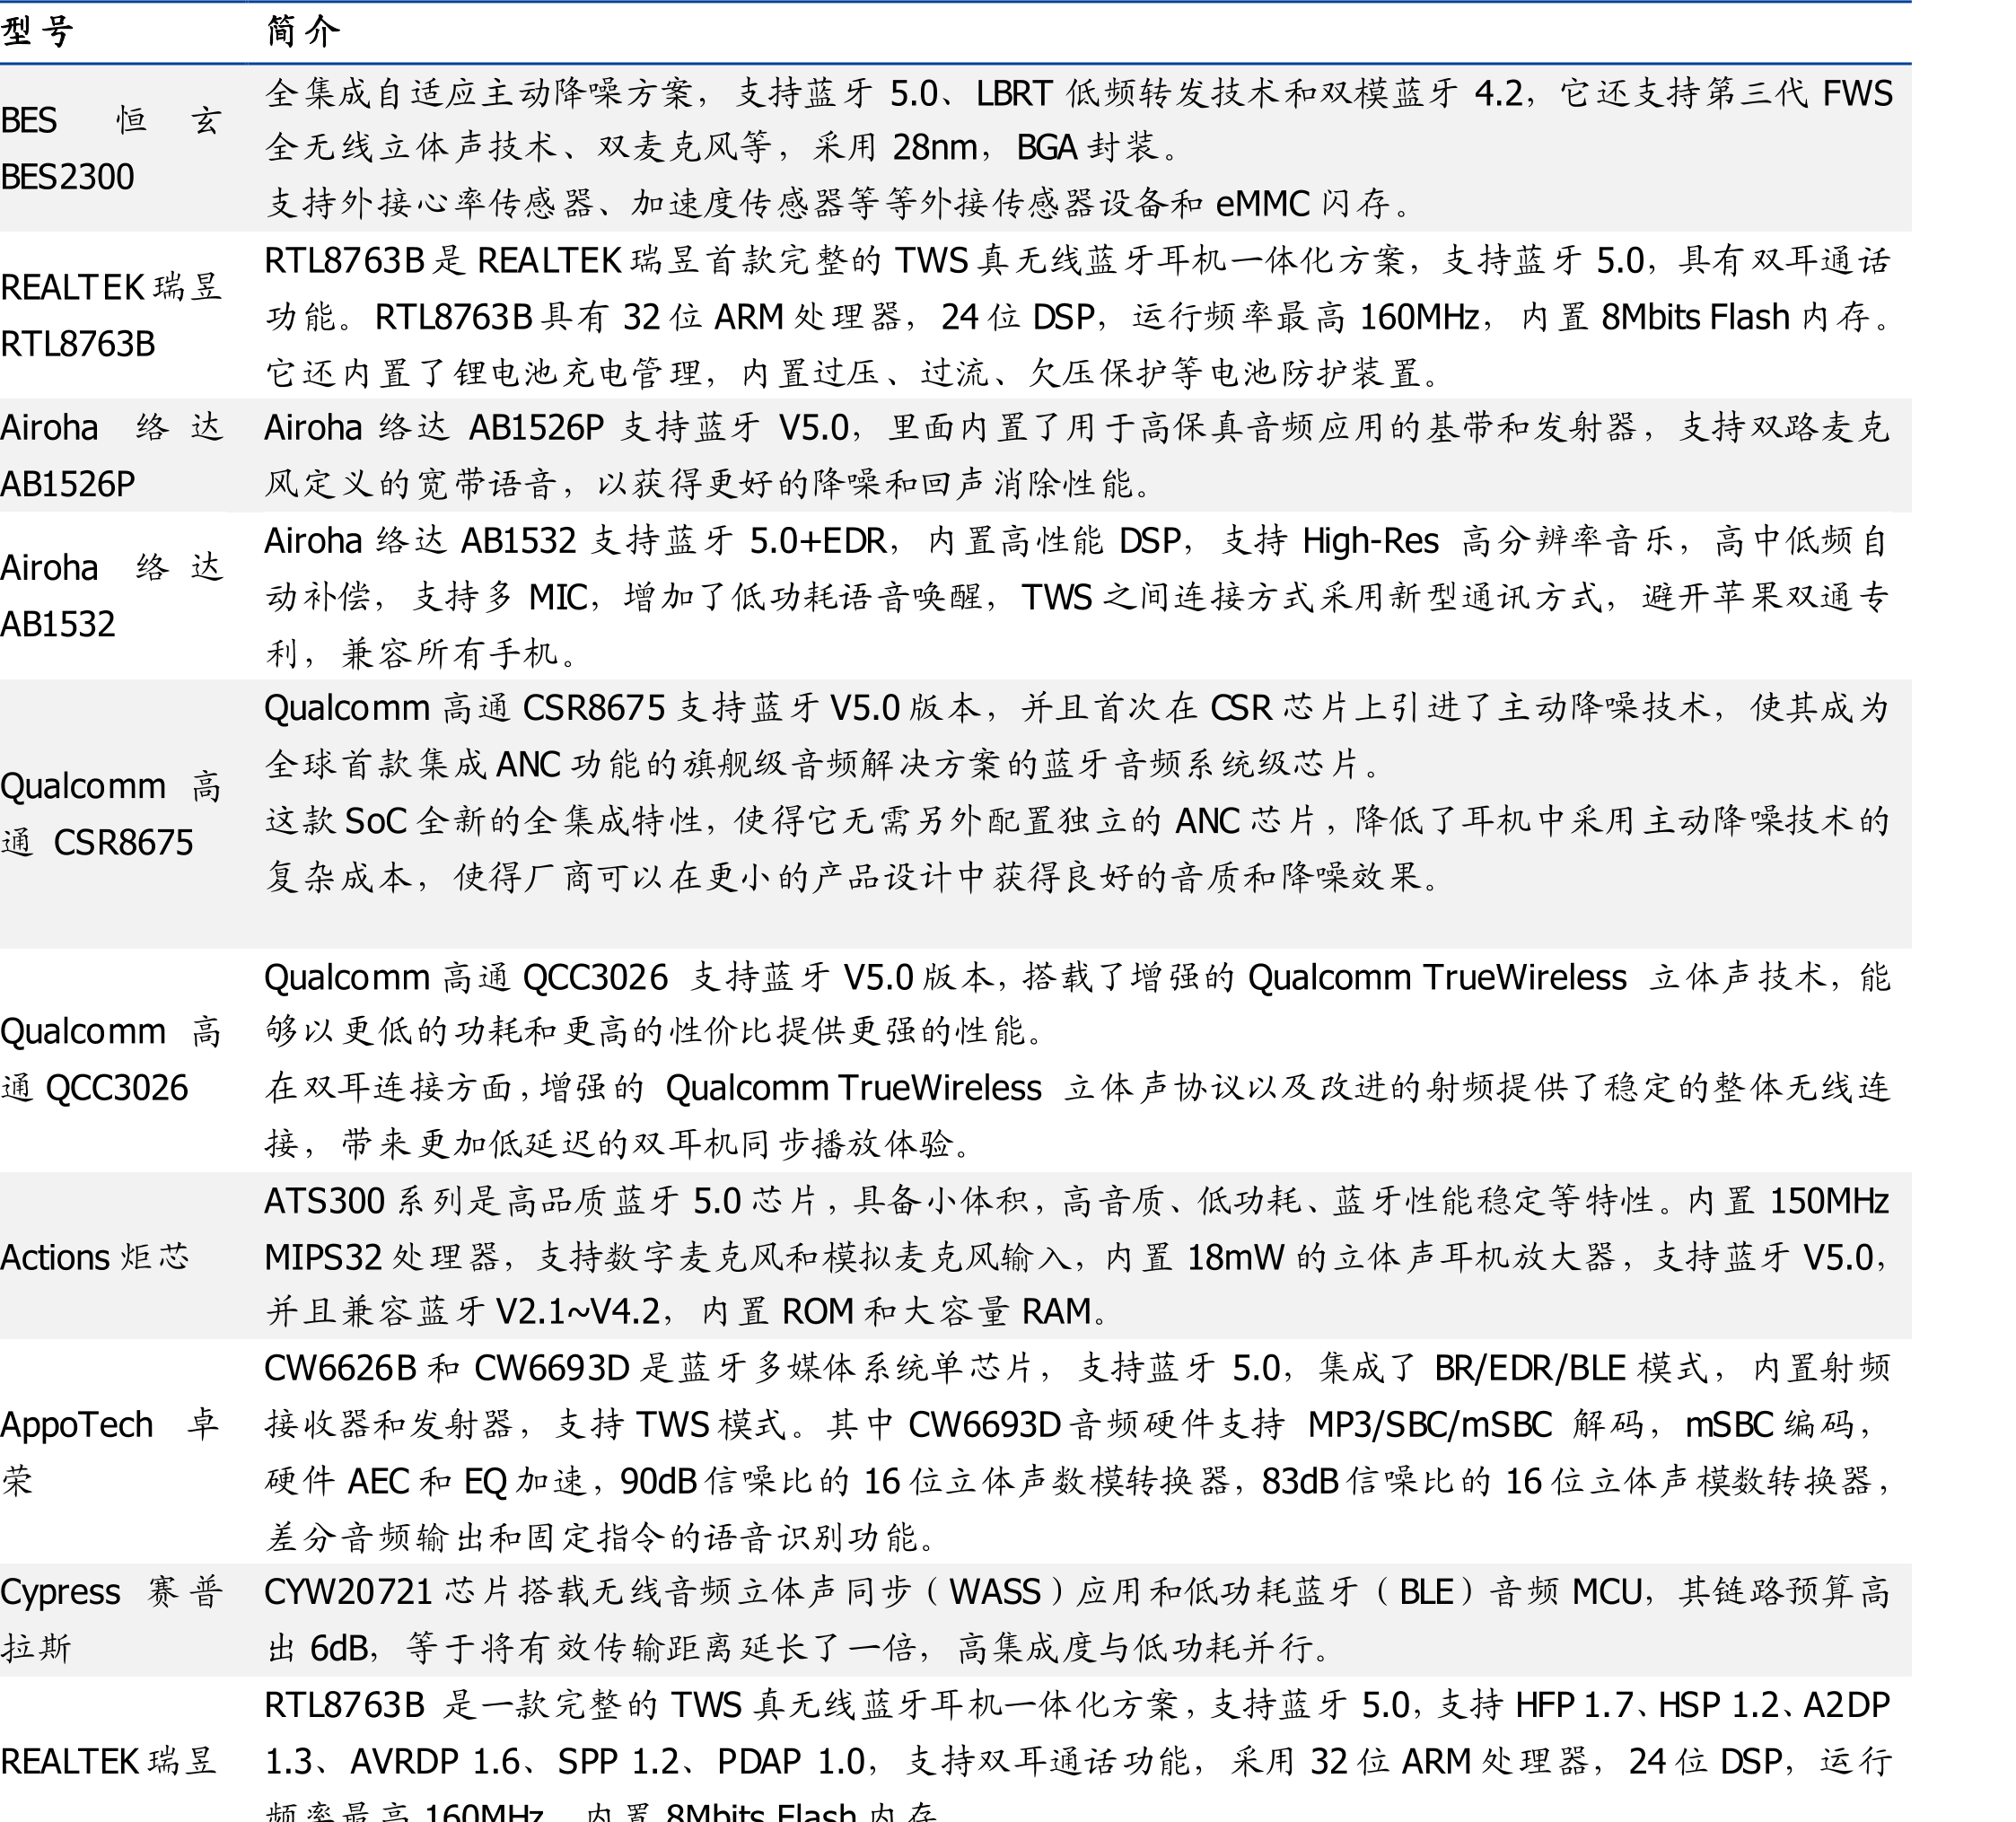 型号 简介
BES 恒玄
BES2300
全集成自适应主动降噪方案，支持蓝牙 5.0、LBRT 低频转发技术和双模蓝牙 4.2，它还支持第三代 FWS
全无线立体声技术、双麦克风等，采用 28nm，BGA 封装。
支持外接心率传感器、加速度传感器等等外接传感器设备和 eMMC 闪存。
REALTEK 瑞昱
RTL8763B
RTL8763B 是 REALTEK 瑞昱首款完整的 TWS 真无线蓝牙耳机一体化方案，支持蓝牙 5.0，具有双耳通话
功能。RTL8763B 具有 32 位 ARM 处理器，24 位 DSP，运行频率最高 160MHz，内置 8Mbits Flash 内存。
它还内置了锂电池充电管理，内置过压、过流、欠压保护等电池防护装置。
Airoha 络达
AB1526P
Airoha 络达 AB1526P 支持蓝牙 V5.0，里面内置了用于高保真音频应用的基带和发射器，支持双路麦克
风定义的宽带语音，以获得更好的降噪和回声消除性能。
Airoha 络达
AB1532
Airoha 络达 AB1532 支持蓝牙 5.0+EDR，内置高性能 DSP，支持 High-Res 高分辨率音乐，高中低频自
动补偿，支持多 MIC，增加了低功耗语音唤醒，TWS 之间连接方式采用新型通讯方式，避开苹果双通专
利，兼容所有手机。
Qualcomm 高
通 CSR8675
Qualcomm 高通 CSR8675 支持蓝牙 V5.0 版本，并且首次在 CSR 芯片上引进了主动降噪技术，使其成为
全球首款集成 ANC 功能的旗舰级音频解决方案的蓝牙音频系统级芯片。
这款 SoC 全新的全集成特性，使得它无需另外配置独立的 ANC 芯片，降低了耳机中采用主动降噪技术的
复杂成本，使得厂商可以在更小的产品设计中获得良好的音质和降噪效果。
Qualcomm 高
通 QCC3026
Qualcomm 高通 QCC3026 支持蓝牙 V5.0 版本，搭载了增强的 Qualcomm TrueWireless 立体声技术，能
够以更低的功耗和更高的性价比提供更强的性能。
在双耳连接方面，增强的 Qualcomm TrueWireless 立体声协议以及改进的射频提供了稳定的整体无线连
接，带来更加低延迟的双耳机同步播放体验。
Actions 炬芯
ATS300 系列是高品质蓝牙 5.0 芯片，具备小体积，高音质、低功耗、蓝牙性能稳定等特性。内置 150MHz
MIPS32 处理器，支持数字麦克风和模拟麦克风输入，内置 18mW 的立体声耳机放大器，支持蓝牙 V5.0，
并且兼容蓝牙 V2.1~V4.2，内置 ROM 和大容量 RAM。
AppoTech 卓
荣
CW6626B 和 CW6693D 是蓝牙多媒体系统单芯片，支持蓝牙 5.0，集成了 BR/EDR/BLE 模式，内置射频
接收器和发射器，支持 TWS 模式。其中 CW6693D 音频硬件支持 MP3/SBC/mSBC 解码，mSBC 编码，
硬件 AEC 和 EQ 加速，90dB 信噪比的 16 位立体声数模转换器，83dB 信噪比的 16 位立体声模数转换器，
差分音频输出和固定指令的语音识别功能。
Cypress 赛普
拉斯
CYW20721 芯片搭载无线音频立体声同步（WASS）应用和低功耗蓝牙（BLE）音频 MCU，其链路预算高
出 6dB，等于将有效传输距离延长了一倍，高集成度与低功耗并行。
REALTEK 瑞昱
RTL8763B 是一款完整的 TWS 真无线蓝牙耳机一体化方案，支持蓝牙 5.0，支持 HFP 1.7、HSP 1.2、A2DP
1.3、AVRDP 1.6、SPP 1.2、PDAP 1.0，支持双耳通话功能，采用 32 位 ARM 处理器，24 位 DSP，运行
频率最高 160MHz，内置 8Mbits Flash 内存